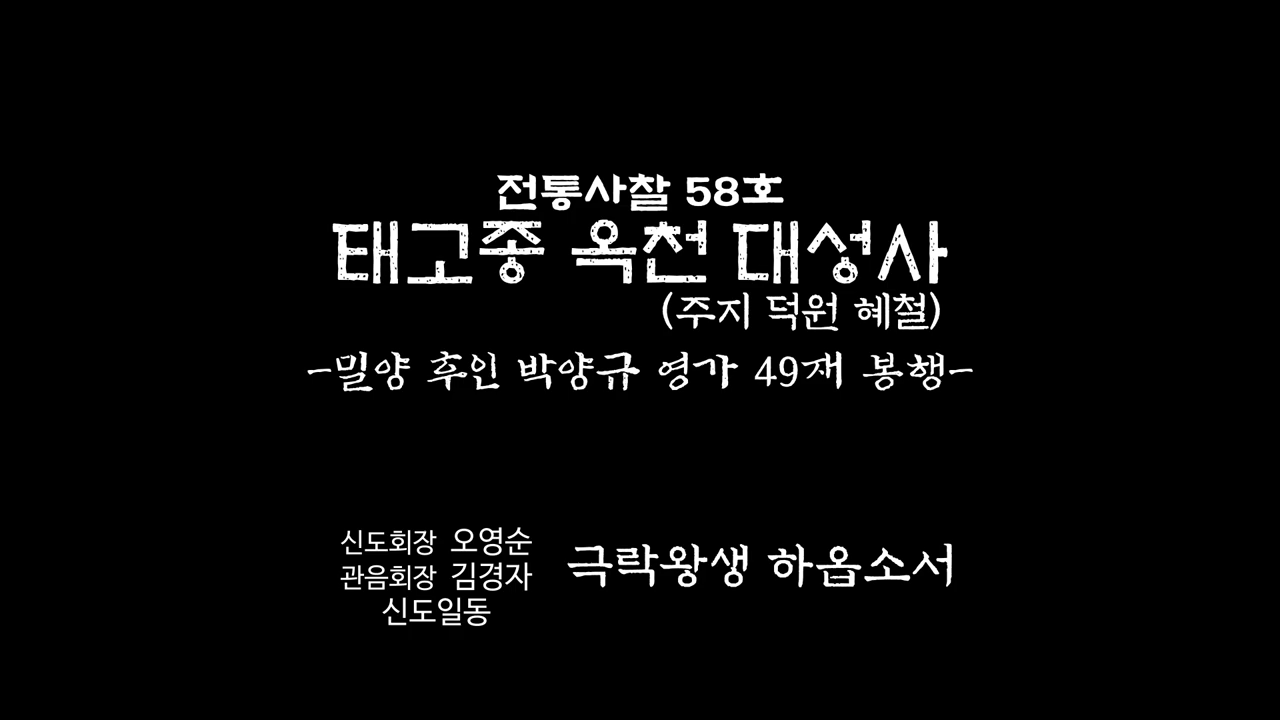 전통사찰 58호
태고종 옥천 대성사
(주지 덕원 혜철)
-밀양 후인 박양규 영가 49재 봉행-
신도회장 오영순
관음회장 김경자
신도일동
극락왕생 하옵소서